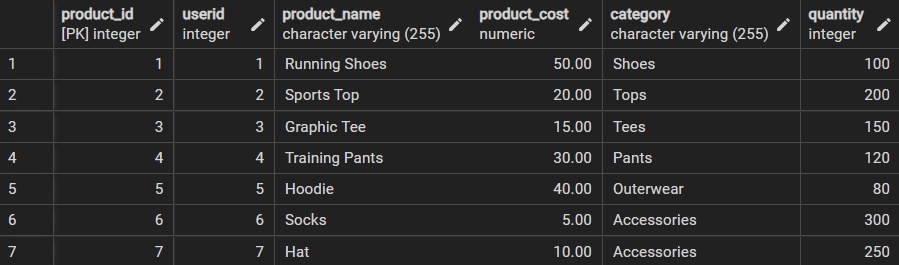 product_id userid product_name product_cost category quantity
[PK] integer integer character varying (255) numeric character varying (255) integer
1 1 1 Running Shoes 50.00 Shoes 100
2 2 2 Sports Top 20.00 Tops 200
3 3 3 Graphic Tee 15.00 Tees 150
4 4 4 Training Pants 30.00 Pants 120
5 5 5 Hoodie 40.00 Outerwear 80
6 6 6 Socks 5.00 Accessories 300
7 7 7 Hat 10.00 Accessories 250